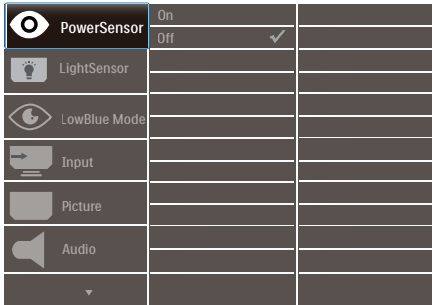 PowerSensor
On
Off
LightSensor
LowBlue Mode
Input
Picture
Audio